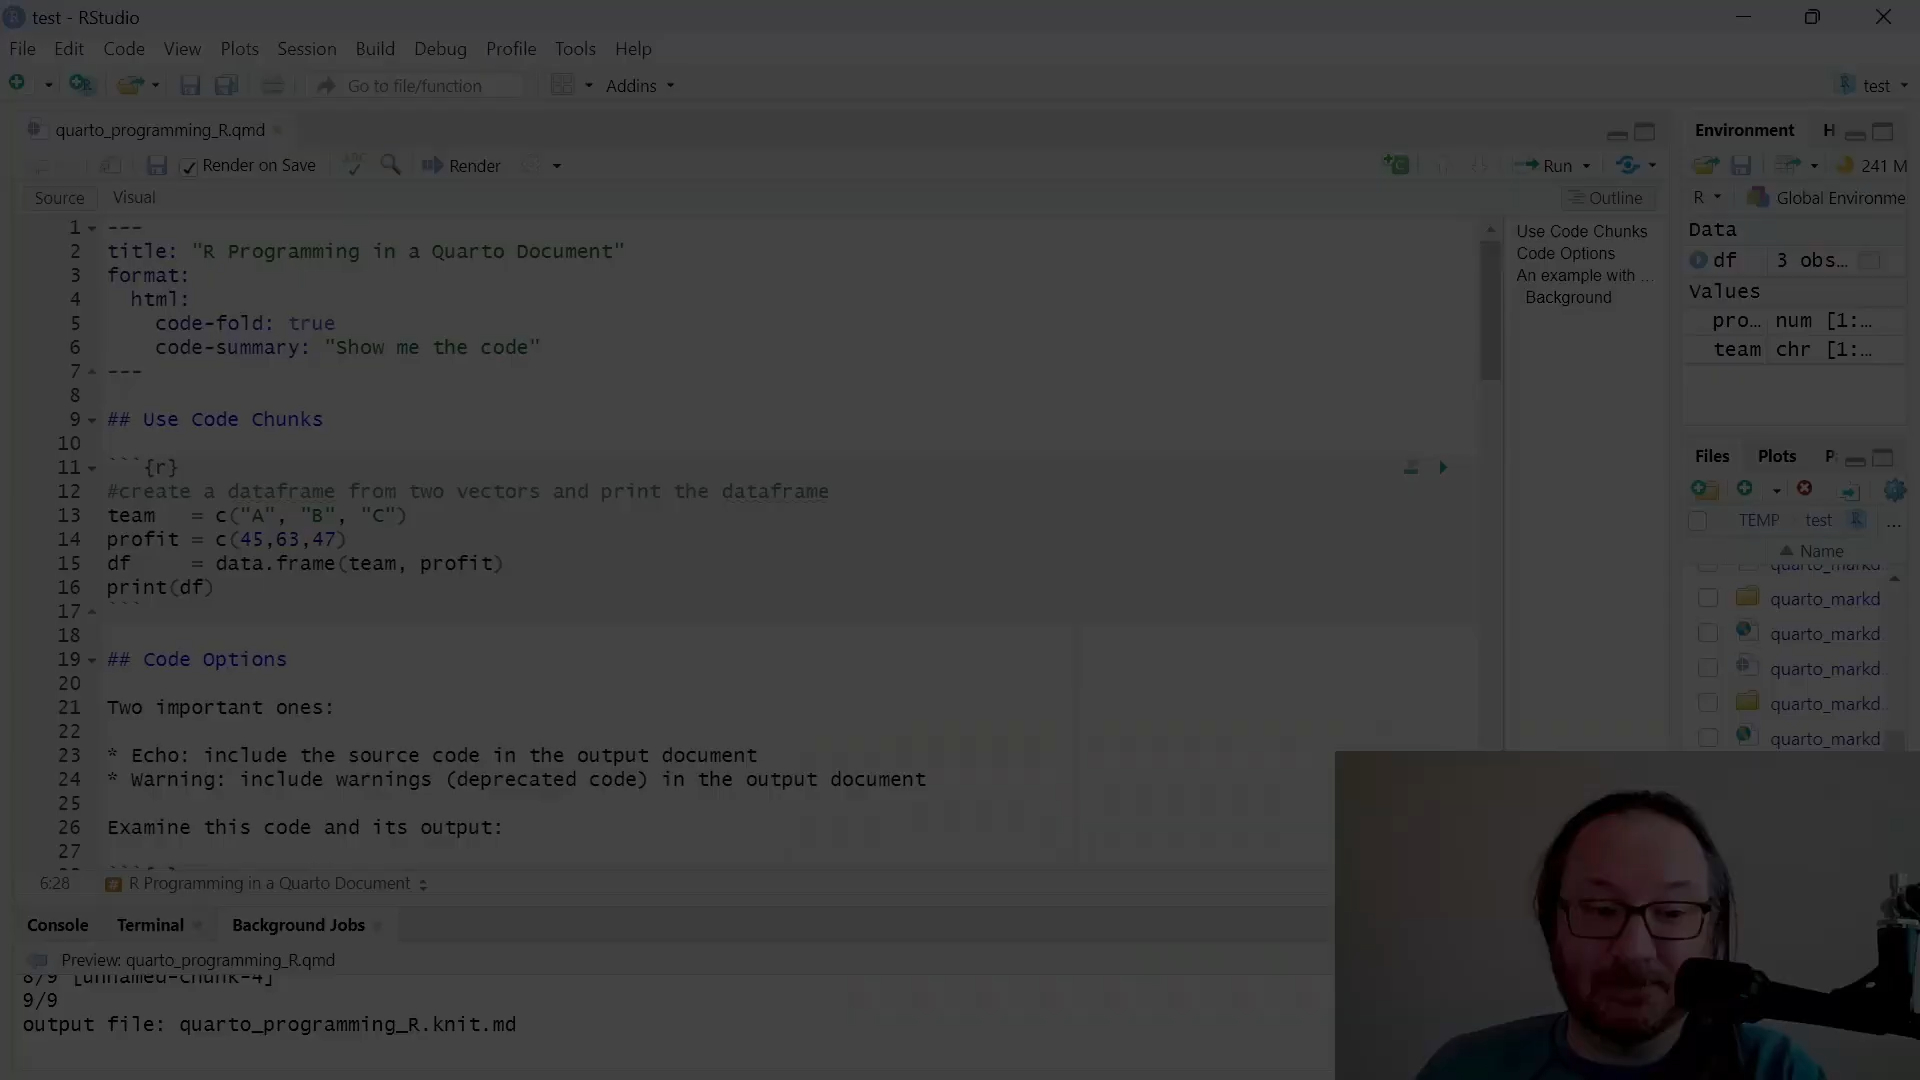 test - RStudio
File Edit Code View Plots Session Build Debug Profile Tools Help
Go to file/function Addins test
quarto_programming_R.qmd
Render on Save ABC Render Run
Source Visual Outline
1 ---
2 title: "R Programming in a Quarto Document"
3 format:
4 html:
5 code-fold: true
6 code-summary: "Show me the code"
7 ---
8
9 ## Use Code Chunks
10
11 ```{r}
12 #create a dataframe from two vectors and print the dataframe
13 team = c("A", "B", "C")
14 profit = c(45,63,47)
15 df = data.frame(team, profit)
16 print(df)
17 ```
18
19 ## Code Options
20
21 Two important ones:
22
23 * Echo: include the source code in the output document
24 * Warning: include warnings (deprecated code) in the output document
25
26 Examine this code and its output:
27
6:28 R Programming in a Quarto Document
Use Code Chunks
Code Options
An example with ...
Background
Console Terminal Background Jobs
Preview: quarto_programming_R.qmd
8/9 [unnamed-chunk-4]
9/9
output file: quarto_programming_R.knit.md
Environment H
241 M
R Global Environme
Data
df 3 obs...
Values
pro... num [1:...
team chr [1:...
Files Plots P
TEMP test R ...
Name
quarto_markd
quarto_markd
quarto_markd
quarto_markd
quarto_markd
quarto_markd